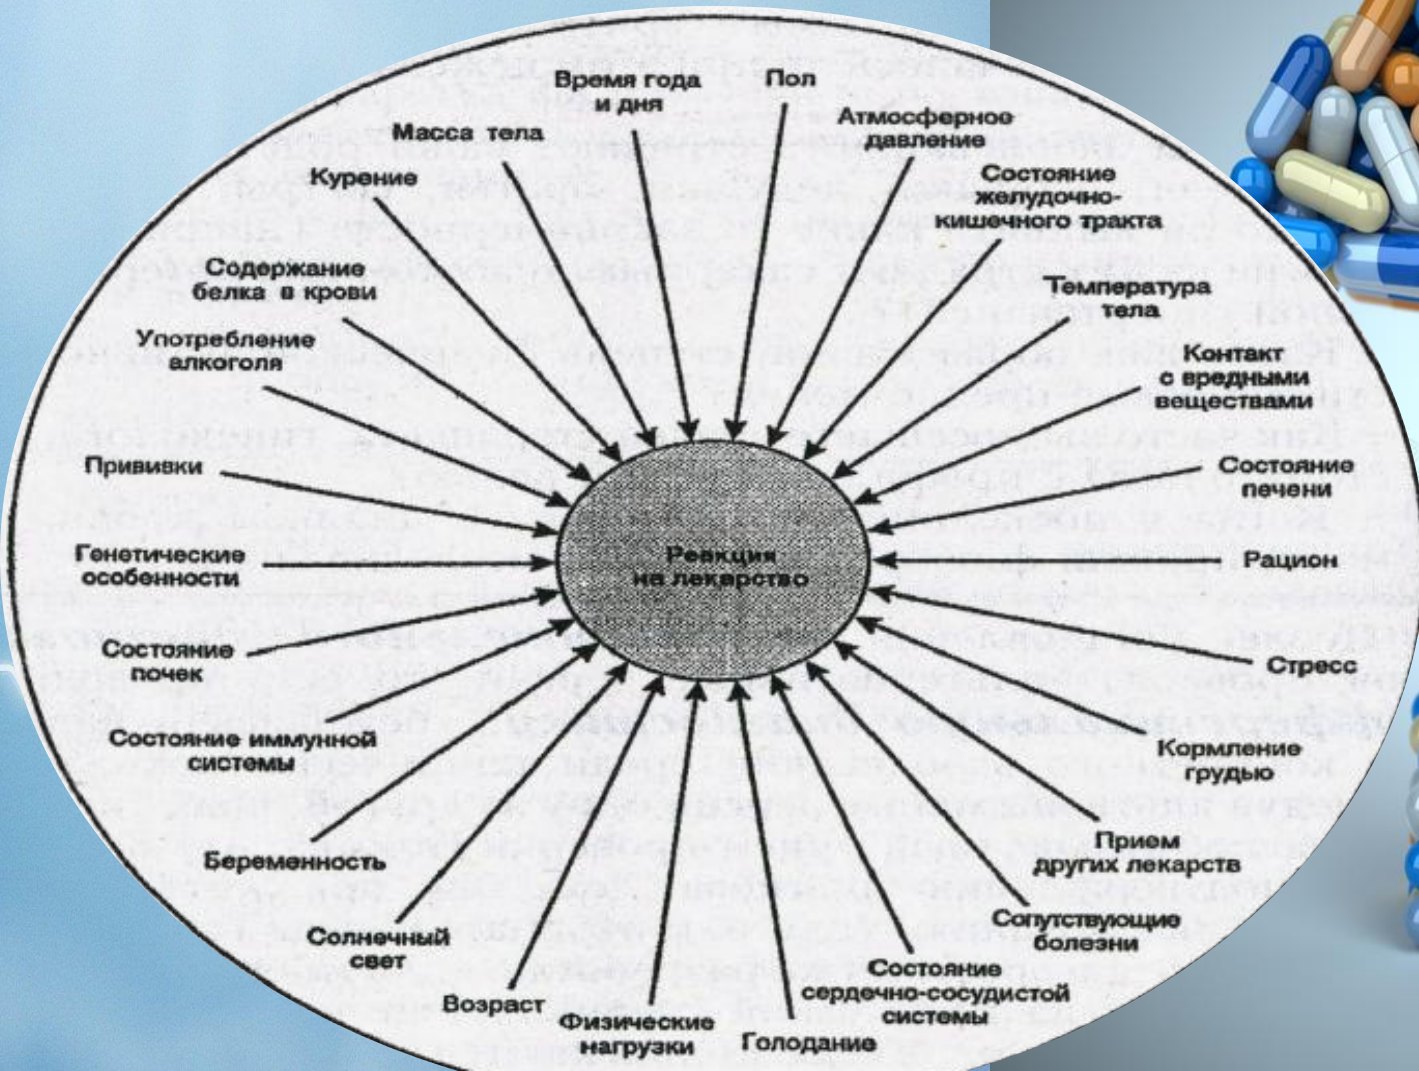 Время года
и дня
Пол
Масса тела
Атмосферное
давление
Курение
Состояние
желудочно-
кишечного тракта
Содержание
белка в крови
Температура
тела
Употребление
алкоголя
Контакт
с вредными
веществами
Прививки
Состояние
печени
Генетические
особенности
Реакция
на лекарство
Рацион
Состояние
почек
Стресс
Состояние иммунной
системы
Кормление
грудью
Беременность
Прием
других лекарств
Солнечный
свет
Сопутствующие
болезни
Возраст
Состояние
сердечно-сосудистой
системы
Физические
нагрузки
Голодание